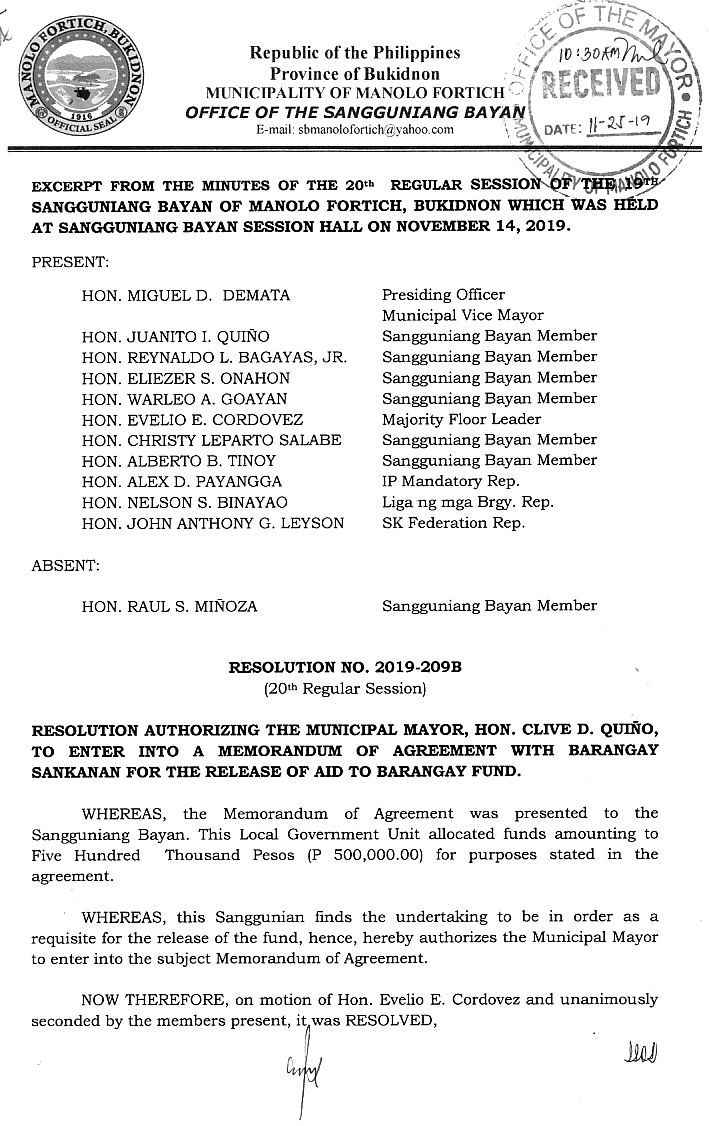 MANOLO FORTICH, BUKIDNON
1916
OFFICIAL SEAL
Republic of the Philippines
Province of Bukidnon
MUNICIPALITY OF MANOLO FORTICH
OFFICE OF THE SANGGUNIANG BAYAN
E-mail: sbmanolofortich@yahoo.com
OFFICE OF THE MAYOR
10:30AM
RECEIVED
DATE: 11-25-19
MUNICIPALITY OF MANOLO FORTICH
EXCERPT FROM THE MINUTES OF THE 20th REGULAR SESSION OF THE 19TH
SANGGUNIANG BAYAN OF MANOLO FORTICH, BUKIDNON WHICH WAS HELD
AT SANGGUNIANG BAYAN SESSION HALL ON NOVEMBER 14, 2019.
PRESENT:
HON. MIGUEL D. DEMATA Presiding Officer
Municipal Vice Mayor
HON. JUANITO I. QUIÑO Sangguniang Bayan Member
HON. REYNALDO L. BAGAYAS, JR. Sangguniang Bayan Member
HON. ELIEZER S. ONAHON Sangguniang Bayan Member
HON. WARLEO A. GOAYAN Sangguniang Bayan Member
HON. EVELIO E. CORDOVEZ Majority Floor Leader
HON. CHRISTY LEPARTO SALABE Sangguniang Bayan Member
HON. ALBERTO B. TINOY Sangguniang Bayan Member
HON. ALEX D. PAYANGGA IP Mandatory Rep.
HON. NELSON S. BINAYAO Liga ng mga Brgy. Rep.
HON. JOHN ANTHONY G. LEYSON SK Federation Rep.
ABSENT:
HON. RAUL S. MIÑOZA Sangguniang Bayan Member
RESOLUTION NO. 2019-209B
(20th Regular Session)
RESOLUTION AUTHORIZING THE MUNICIPAL MAYOR, HON. CLIVE D. QUIÑO,
TO ENTER INTO A MEMORANDUM OF AGREEMENT WITH BARANGAY
SANKANAN FOR THE RELEASE OF AID TO BARANGAY FUND.
WHEREAS, the Memorandum of Agreement was presented to the
Sangguniang Bayan. This Local Government Unit allocated funds amounting to
Five Hundred Thousand Pesos (P 500,000.00) for purposes stated in the
agreement.
WHEREAS, this Sanggunian finds the undertaking to be in order as a
requisite for the release of the fund, hence, hereby authorizes the Municipal Mayor
to enter into the subject Memorandum of Agreement.
NOW THEREFORE, on motion of Hon. Evelio E. Cordovez and unanimously
seconded by the members present, it was RESOLVED,